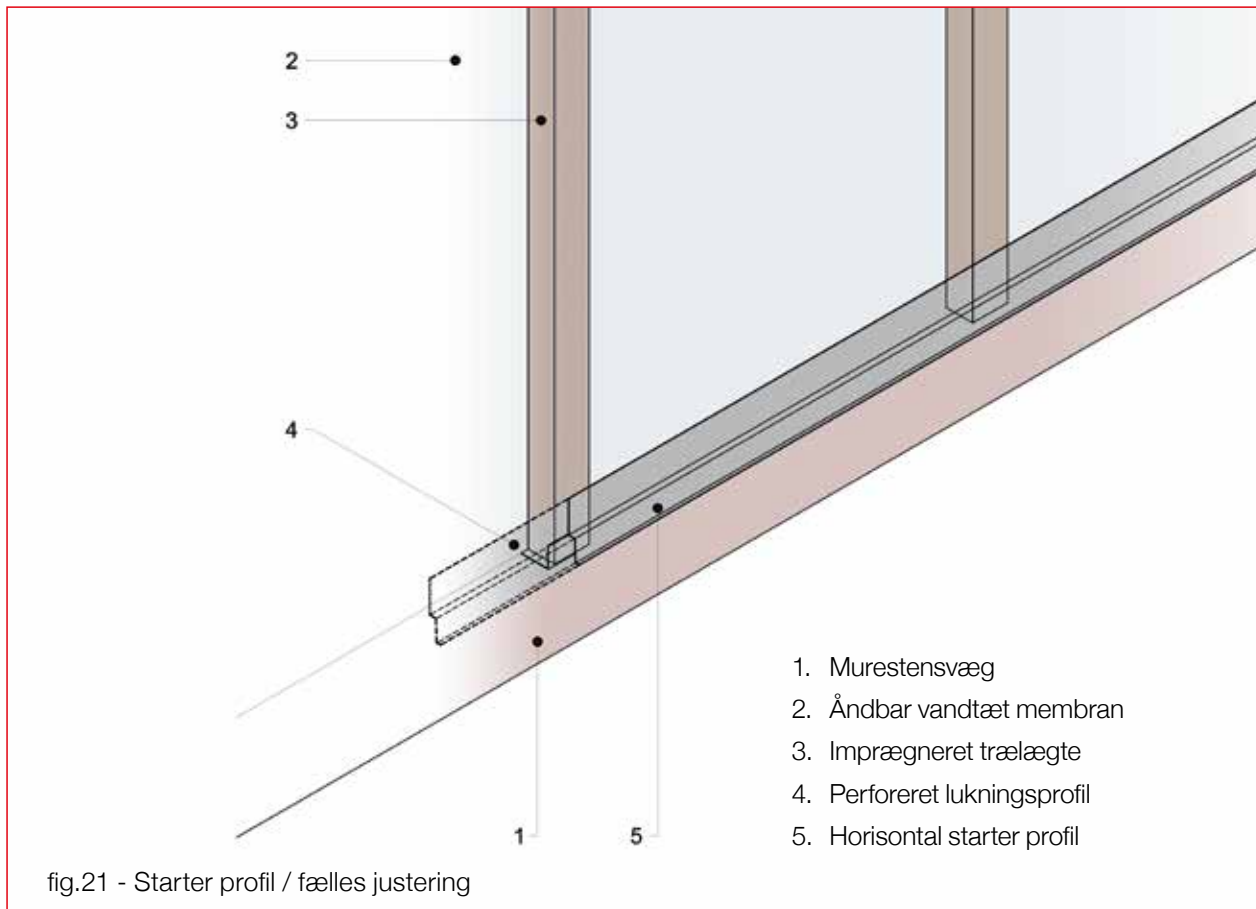 2
3
4
1. Murestensvæg
2. Åndbar vandtæt membran
3. Imprægneret trælægte
4. Perforeret lukningsprofil
5. Horisontal starter profil
1
5
fig.21 - Starter profil / fælles justering